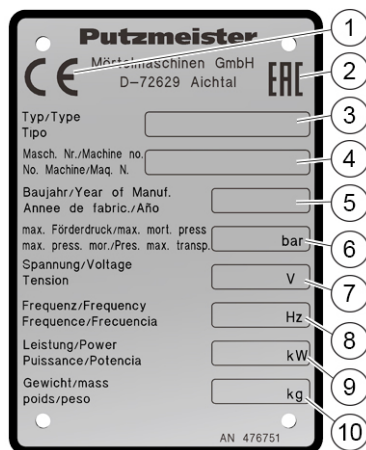 Putzmeister
Mörtelmaschinen GmbH
D-72629 Aichtal
CE
EAC
1
2
Typ/Type
Tipo
3
Masch. Nr./Machine no.
No. Machine/Maq. N.
4
Baujahr/Year of Manuf.
Annee de fabric./Año
5
max. Förderdruck/max. mort. press
max. press. mor./Pres. max. transp.
bar
6
Spannung/Voltage
Tension
V
7
Frequenz/Frequency
Frequence/Frecuencia
Hz
8
Leistung/Power
Puissance/Potencia
kW
9
Gewicht/mass
poids/peso
kg
10
AN 476751